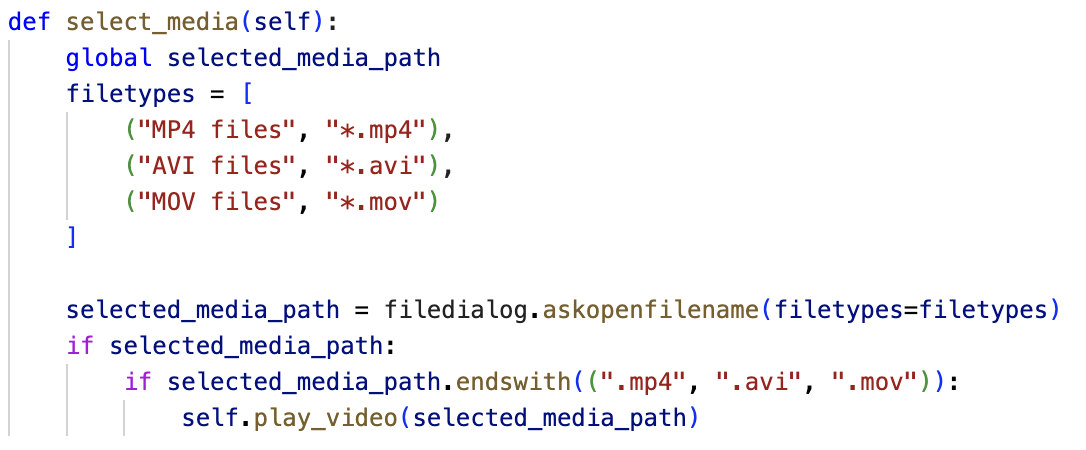 def select_media(self):
    global selected_media_path
    filetypes = [
        ("MP4 files", "*.mp4"),
        ("AVI files", "*.avi"),
        ("MOV files", "*.mov")
    ]

    selected_media_path = filedialog.askopenfilename(filetypes=filetypes)
    if selected_media_path:
        if selected_media_path.endswith((".mp4", ".avi", ".mov")):
            self.play_video(selected_media_path)